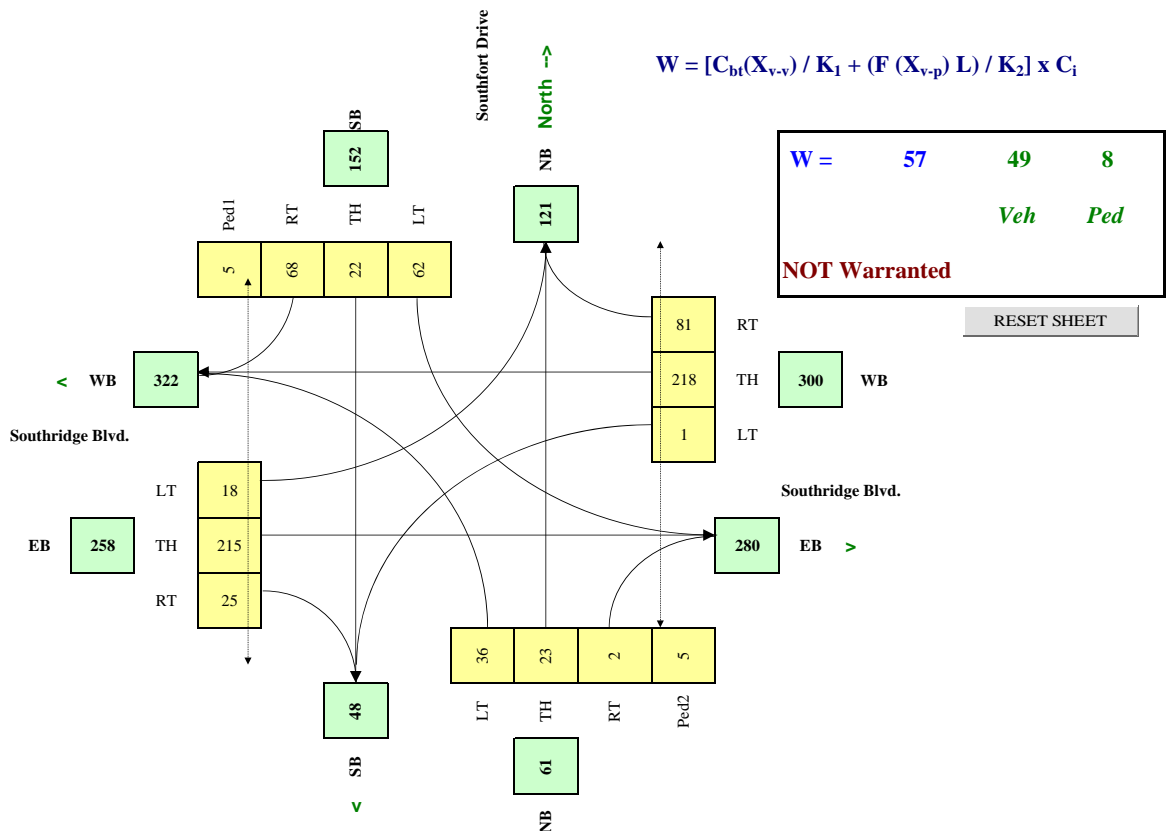 Southfort Drive
North -->
W = [Cbt(Xv-v) / K1 + (F (Xv-p) L) / K2] x Ci
SB
152
NB
121
W = 57 49 8
Veh Ped
NOT Warranted
RESET SHEET
Ped1 RT TH LT
5 68 22 62
81 RT
218 TH
1 LT
< WB 322
300 WB
Southridge Blvd.
LT 18
EB 258 TH 215
RT 25
Southridge Blvd.
280 EB >
36 23 2 5
LT TH RT Ped2
48
SB
v
61
NB